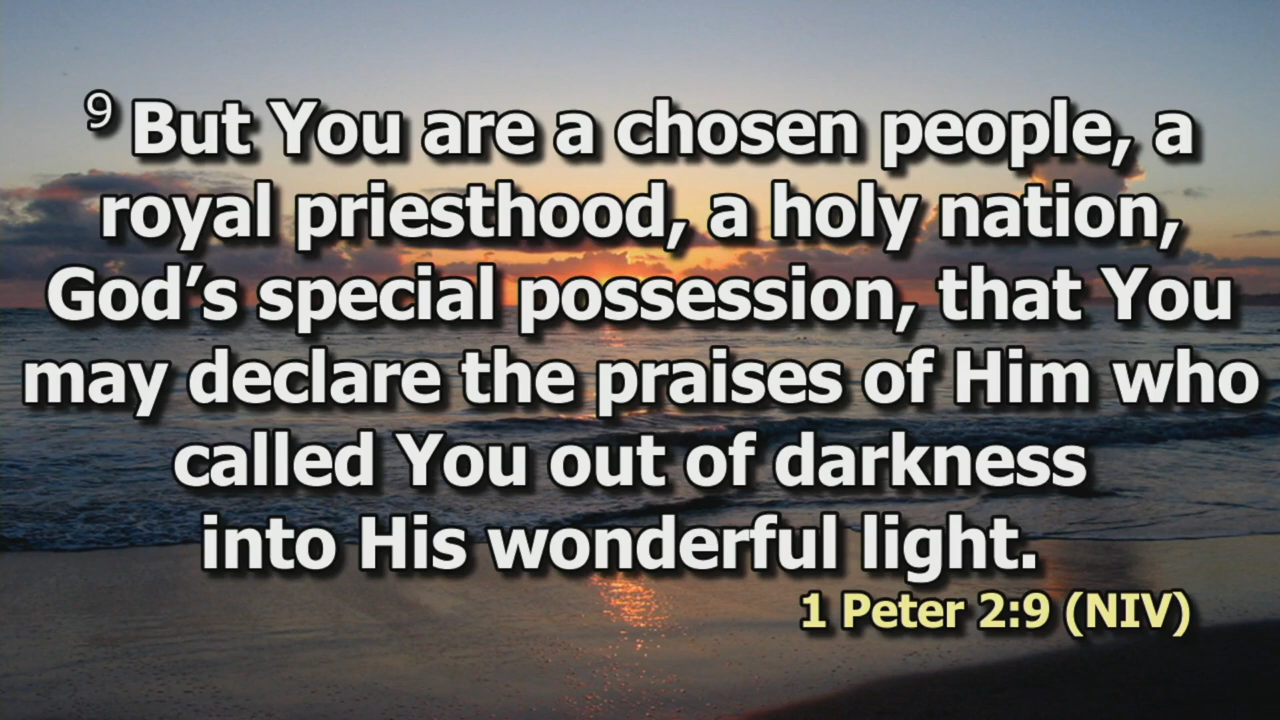 9 But You are a chosen people, a
royal priesthood, a holy nation,
God’s special possession, that You
may declare the praises of Him who
called You out of darkness
into His wonderful light.
1 Peter 2:9 (NIV)